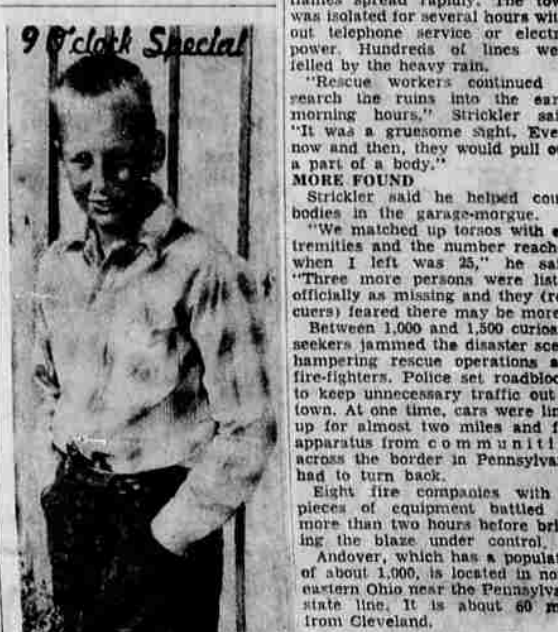 9 O'clock Special
flames spread rapidly. The tow
was isolated for several hours wi
out telephone service or electr
power. Hundreds of lines we
felled by the heavy rain.
"Rescue workers continued
search the ruins into the ear
morning hours," Strickler sai
"It was a gruesome sight. Eve
now and then, they would pull o
a part of a body."
MORE FOUND
Strickler said he helped cou
bodies in the garage-morgue.
"We matched up torsos with e
tremities and the number reach
when I left was 25," he sa
"Three more persons were list
officially as missing and they (r
cuers) feared there may be more
Between 1,000 and 1,500 curios
seekers jammed the disaster sce
hampering rescue operations a
fire-fighters. Police set roadbloc
to keep unnecessary traffic out
town. At one time, cars were lin
up for almost two miles and f
apparatus from communiti
across the border in Pennsylva
had to turn back.
Eight fire companies with
pieces of equipment battled
more than two hours before bri
ing the blaze under control.
Andover, which has a populat
of about 1,000, is located in no
eastern Ohio near the Pennsylva
state line. It is about 60 m
from Cleveland.